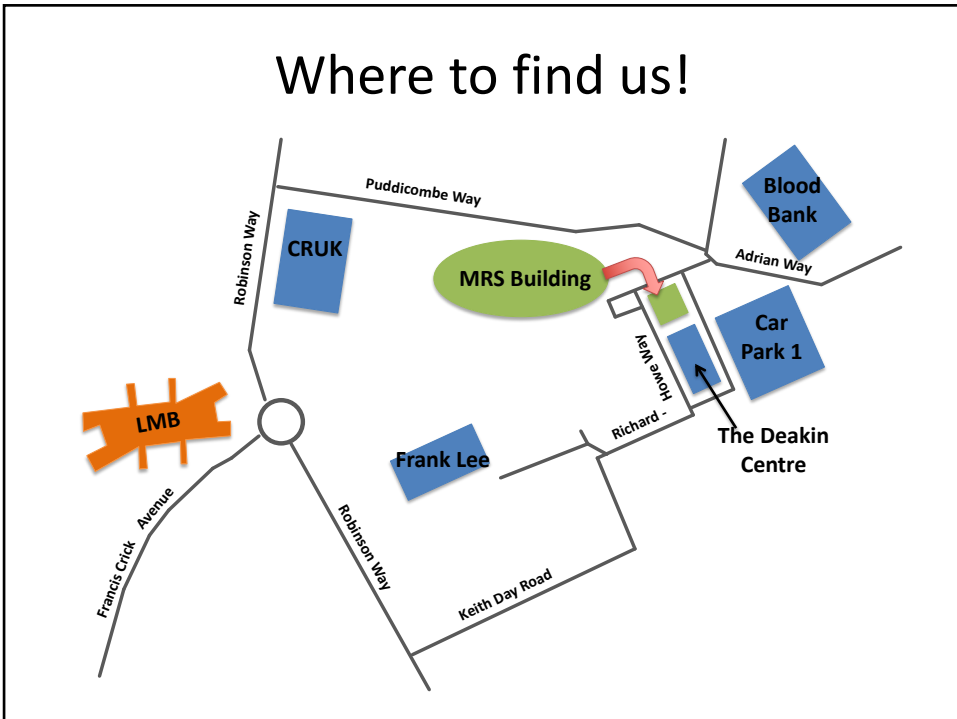 Where to find us!
Puddicombe Way
Blood
Bank
Robinson Way
CRUK
Adrian Way
MRS Building
Car
Park 1
Howe Way
LMB
Richard -
The Deakin
Centre
Frank Lee
Francis Crick Avenue
Robinson Way
Keith Day Road